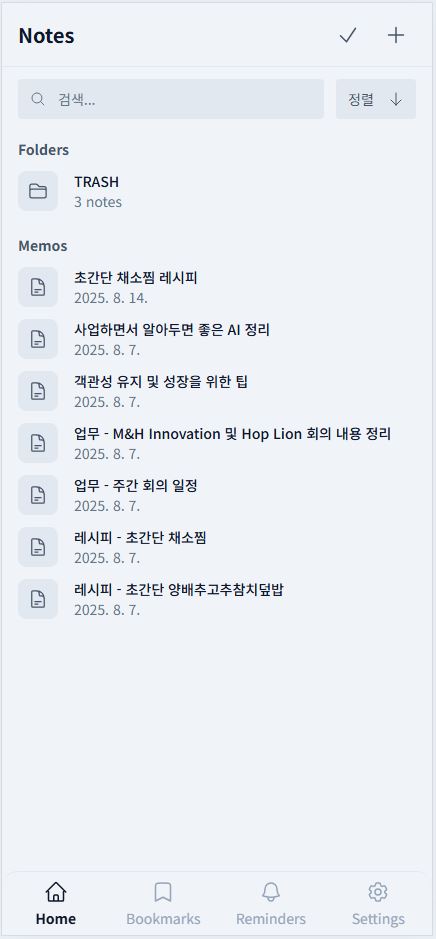 Notes
검색...
정렬
Folders
TRASH
3 notes
Memos
초간단 채소찜 레시피
2025. 8. 14.
사업하면서 알아두면 좋은 AI 정리
2025. 8. 7.
객관성 유지 및 성장을 위한 팁
2025. 8. 7.
업무 - M&H Innovation 및 Hop Lion 회의 내용 정리
2025. 8. 7.
업무 - 주간 회의 일정
2025. 8. 7.
레시피 - 초간단 채소찜
2025. 8. 7.
레시피 - 초간단 양배추고추참치덮밥
2025. 8. 7.
Home
Bookmarks
Reminders
Settings